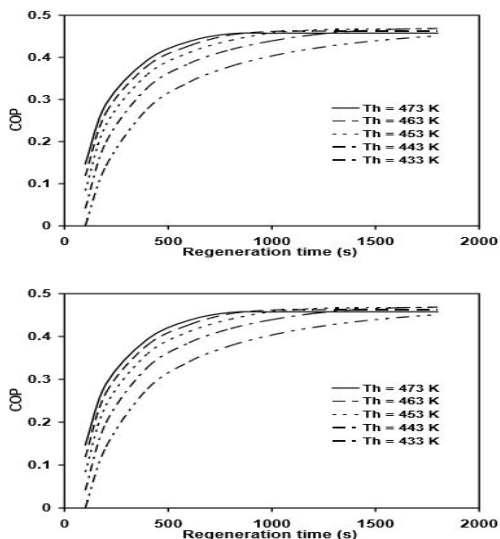 0.5
0.4
0.3
0.2
0.1
0
COP
Th = 473 K
Th = 463 K
Th = 453 K
Th = 443 K
Th = 433 K
0 500 1000 1500 2000
Regeneration time (s)
0.5
0.4
0.3
0.2
0.1
0
COP
Th = 473 K
Th = 463 K
Th = 453 K
Th = 443 K
Th = 433 K
0 500 1000 1500 2000
Regeneration time (s)